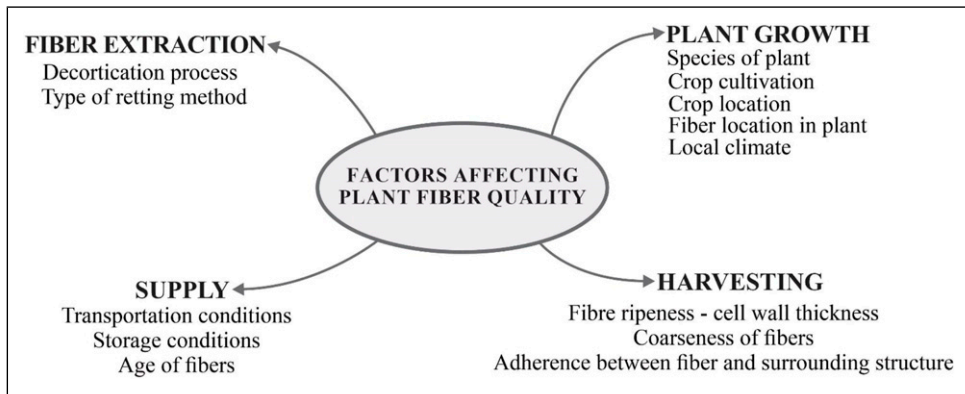 FIBER EXTRACTION
Decortication process
Type of retting method
PLANT GROWTH
Species of plant
Crop cultivation
Crop location
Fiber location in plant
Local climate
FACTORS AFFECTING
PLANT FIBER QUALITY
SUPPLY
Transportation conditions
Storage conditions
Age of fibers
HARVESTING
Fibre ripeness - cell wall thickness
Coarseness of fibers
Adherence between fiber and surrounding structure